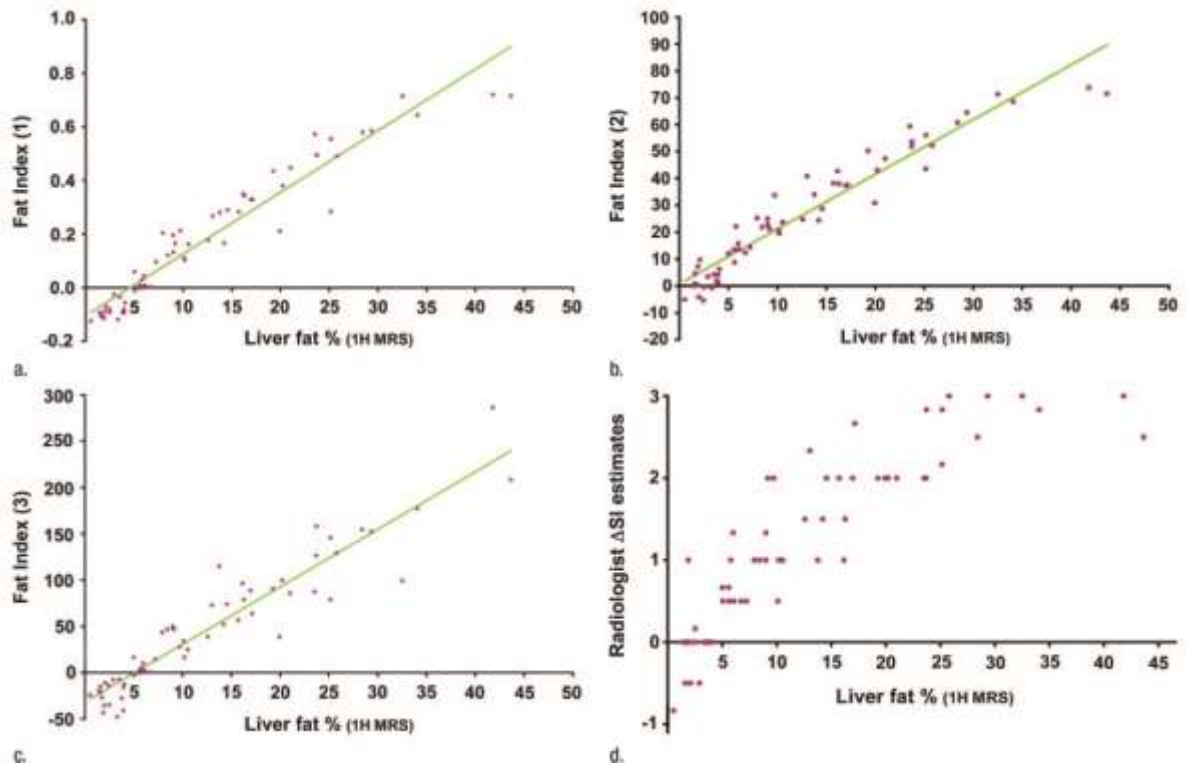 1.0
0.8
0.6
0.4
0.2
0.0
-0.2
Fat Index (1)
5 10 15 20 25 30 35 40 45 50
Liver fat % (1H MRS)
a.
100
90
80
70
60
50
40
30
20
10
0
-10
-20
Fat Index (2)
5 10 15 20 25 30 35 40 45 50
Liver fat % (1H MRS)
b.
300
250
200
150
100
50
0
-50
Fat Index (3)
5 10 15 20 25 30 35 40 45 50
Liver fat % (1H MRS)
c.
3
2
1
0
-1
Radiologist ΔSI estimates
5 10 15 20 25 30 35 40 45
Liver fat % (1H MRS)
d.